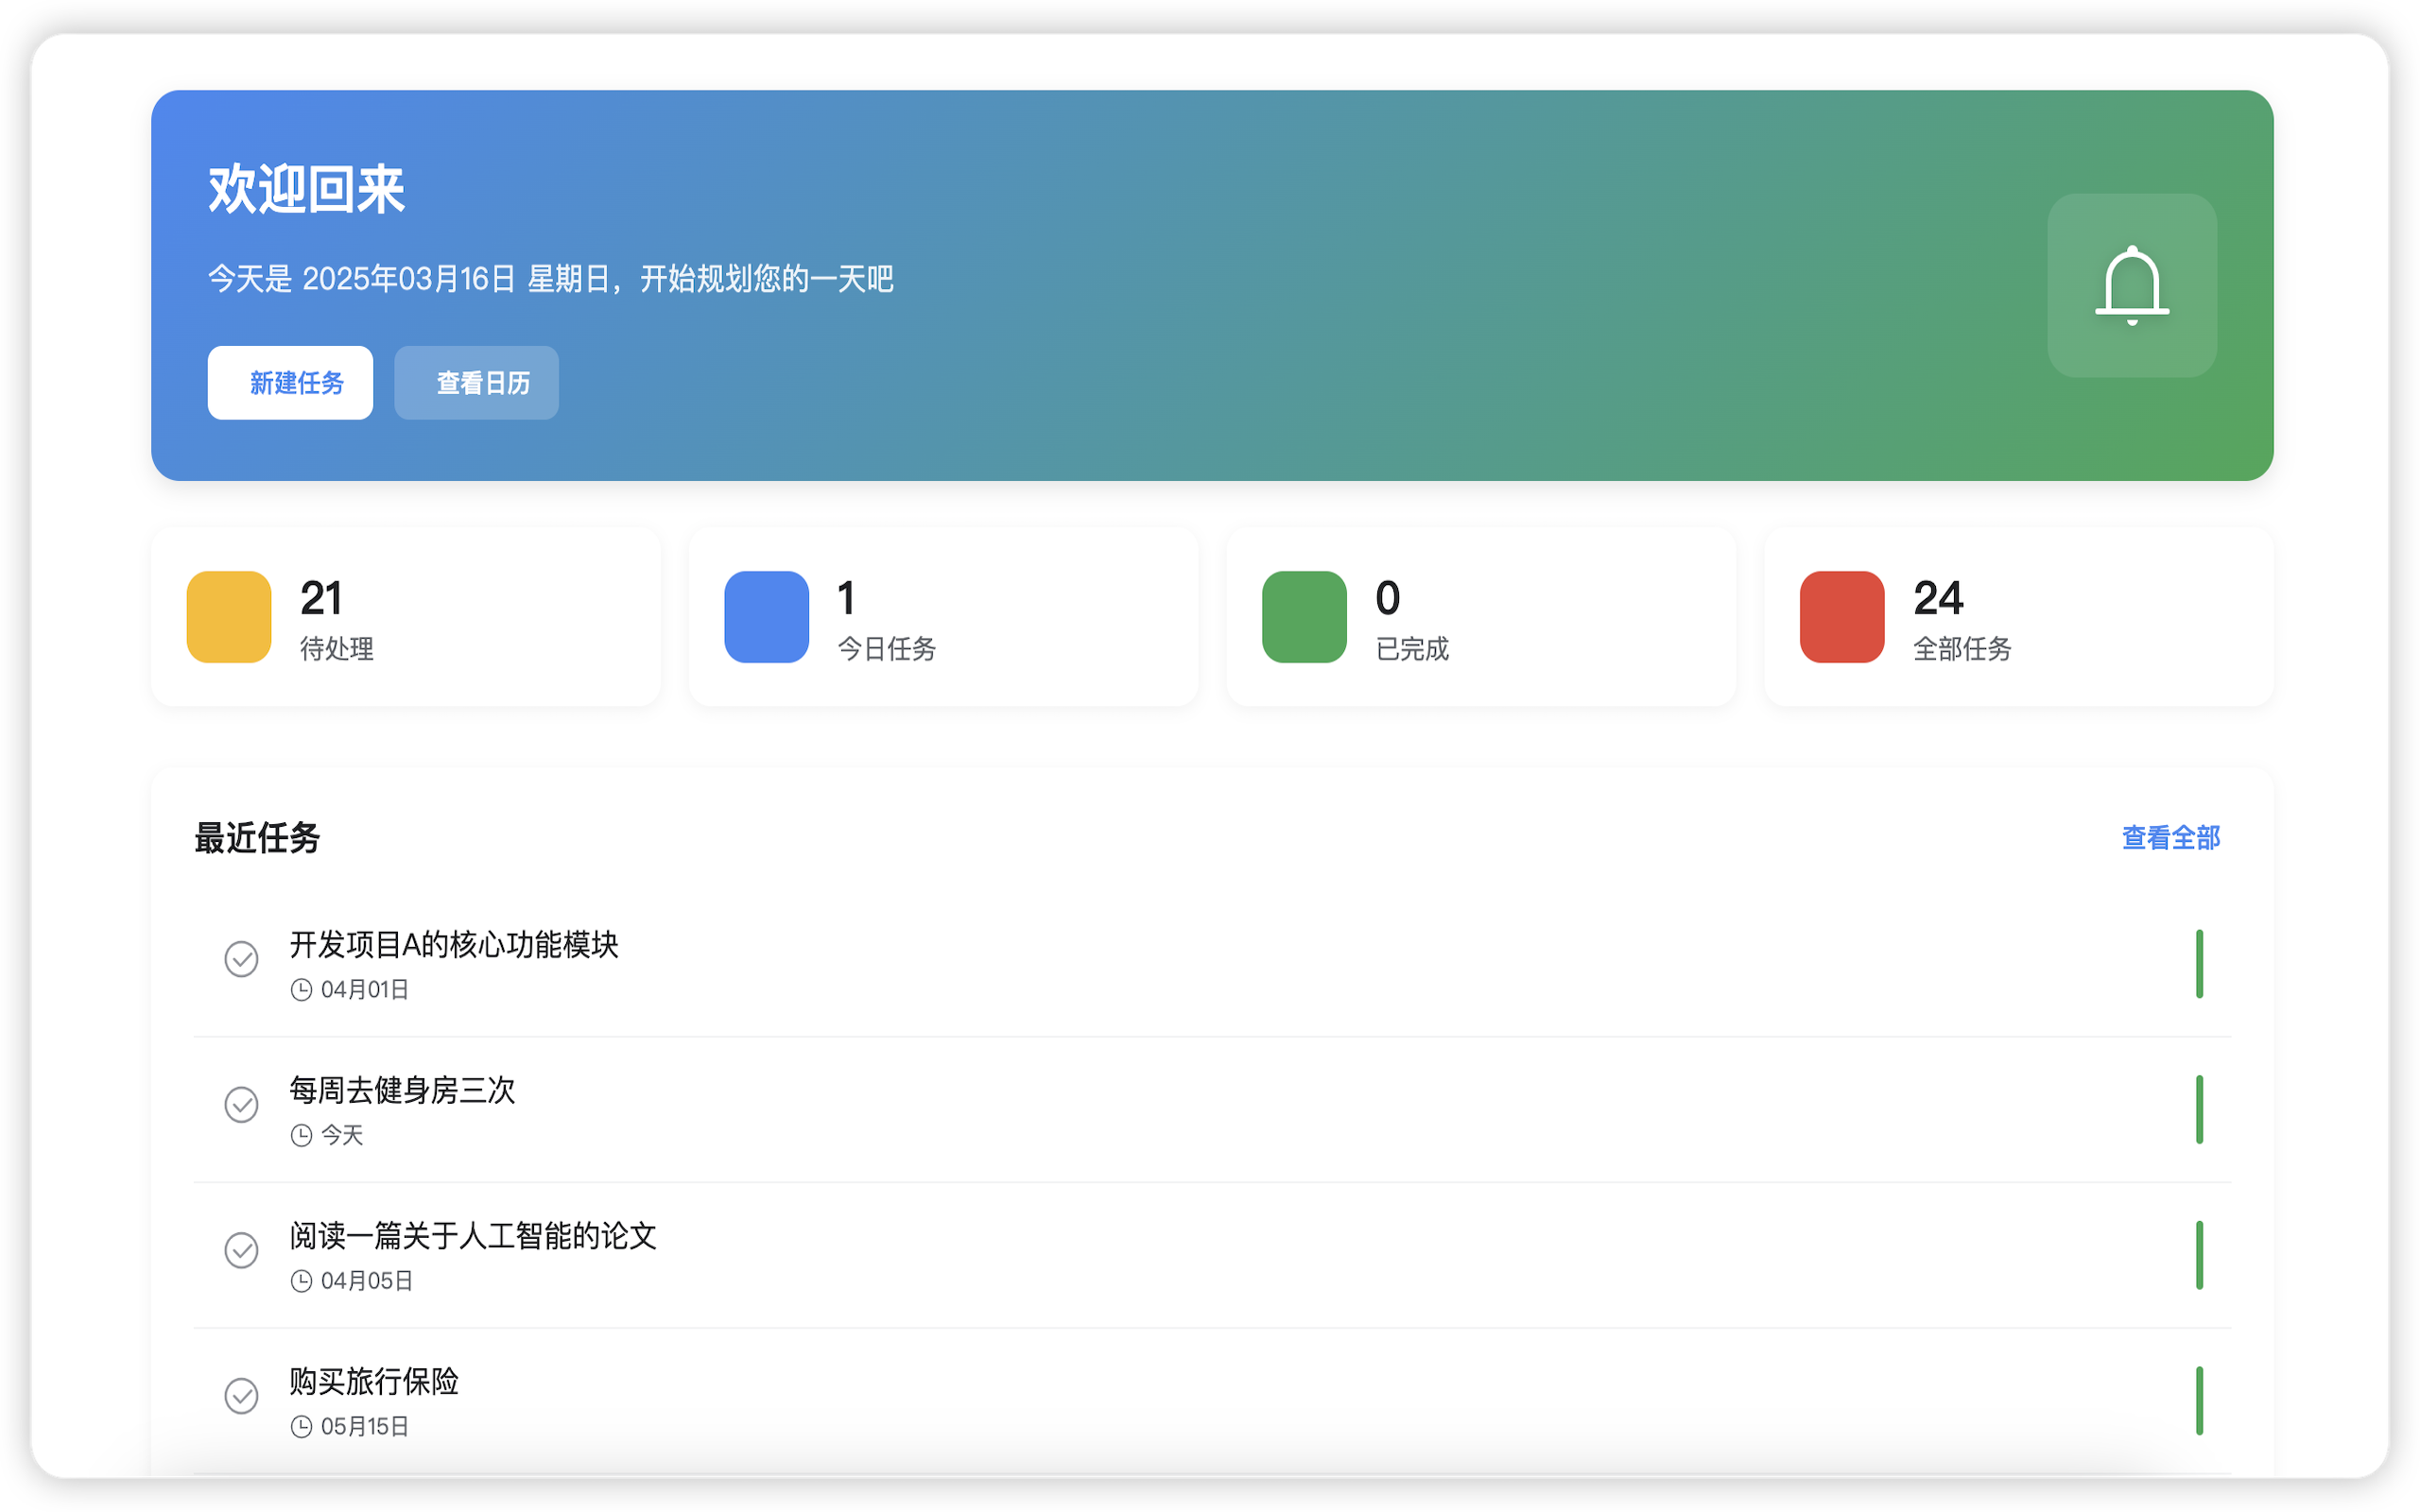 欢迎回来
今天是 2025年03月16日 星期日，开始规划您的一天吧
新建任务
查看日历
21
待处理
1
今日任务
0
已完成
24
全部任务
最近任务
查看全部
开发项目A的核心功能模块
04月01日
每周去健身房三次
今天
阅读一篇关于人工智能的论文
04月05日
购买旅行保险
05月15日